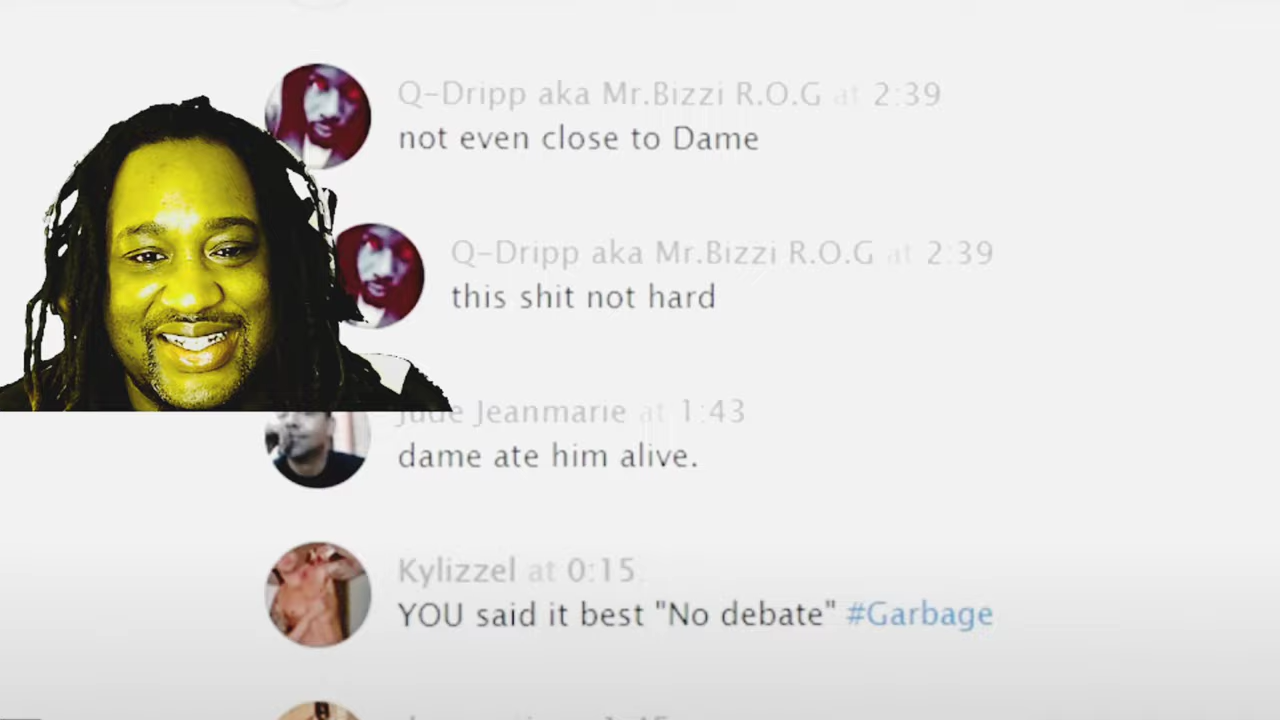 Q-Dripp aka Mr.Bizzi R.O.G at 2:39
not even close to Dame
Q-Dripp aka Mr.Bizzi R.O.G at 2:39
this shit not hard
Jude Jeanmarie at 1:43
dame ate him alive.
Kylizzel at 0:15
YOU said it best "No debate" #Garbage